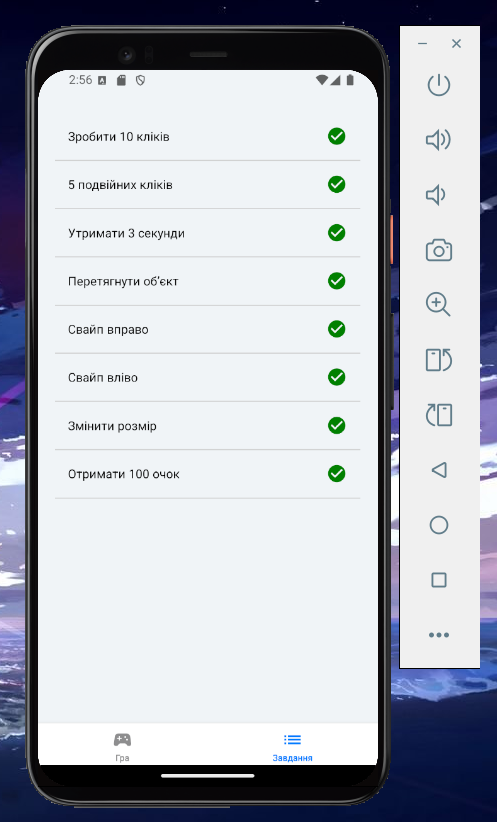 2:56
Зробити 10 кліків
5 подвійних кліків
Утримати 3 секунди
Перетягнути об'єкт
Свайп вправо
Свайп вліво
Змінити розмір
Отримати 100 очок
Гра
Завдання